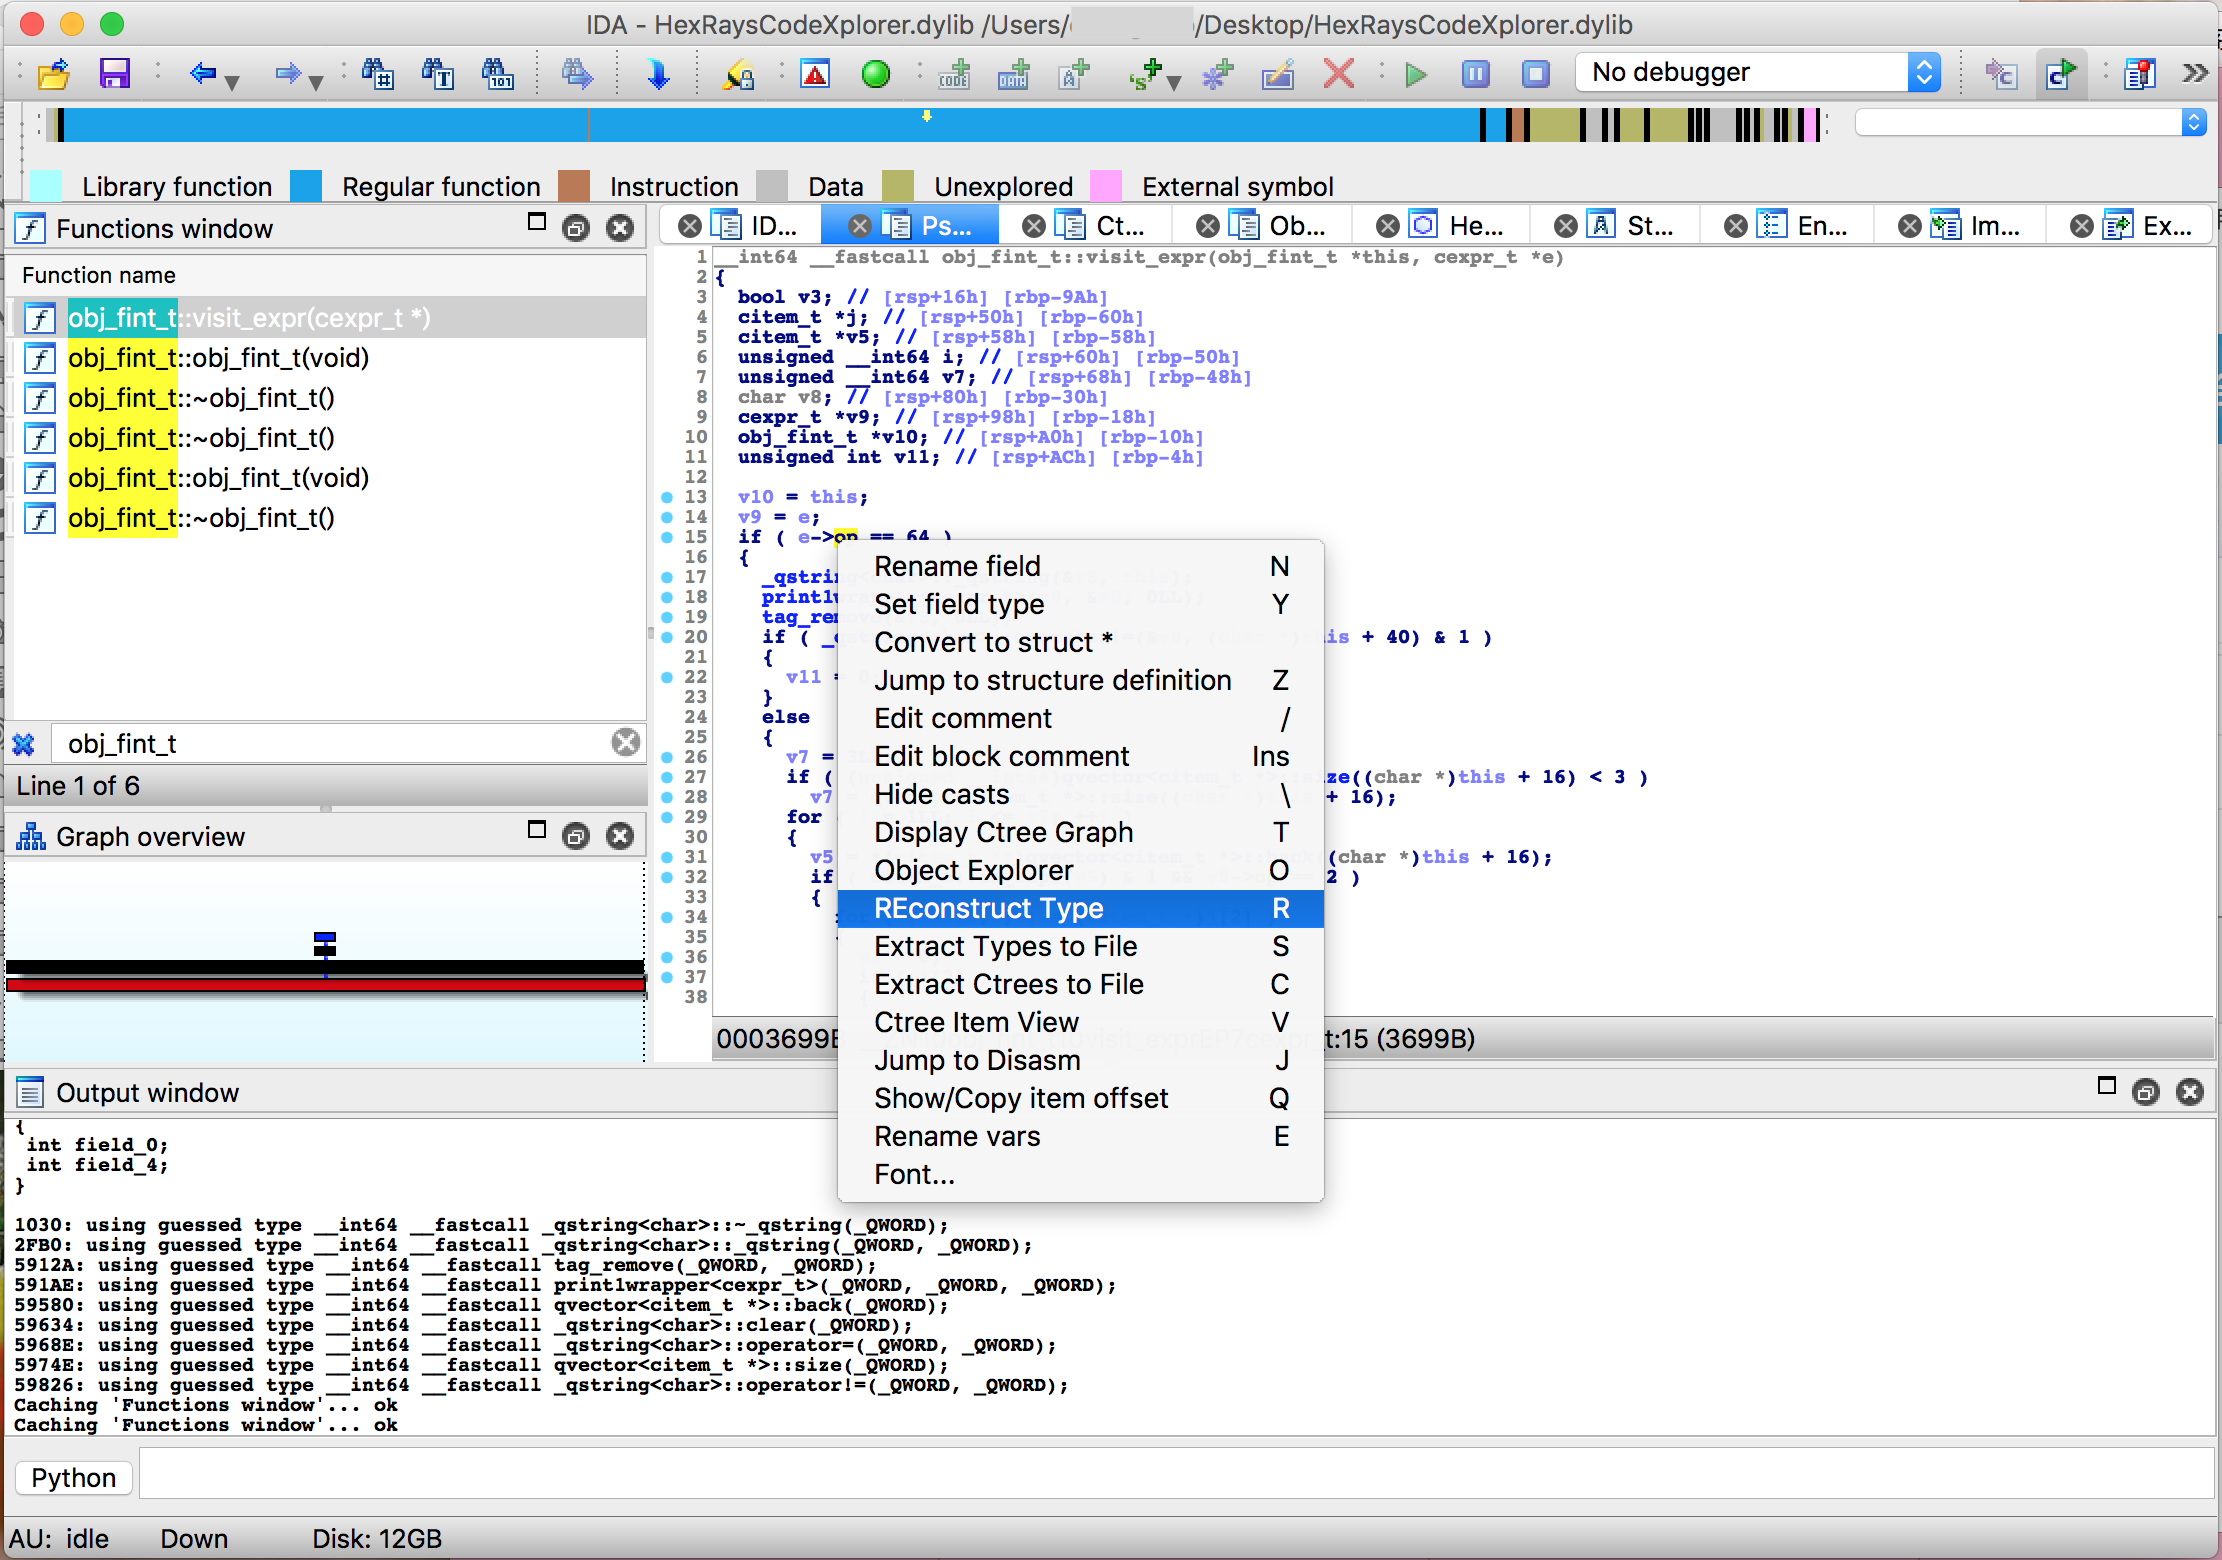 IDA - HexRaysCodeXplorer.dylib /Users/ /Desktop/HexRaysCodeXplorer.dylib
No debugger
Library function Regular function Instruction Data Unexplored External symbol
Functions window
Function name
obj_fint_t::visit_expr(cexpr_t *)
obj_fint_t::obj_fint_t(void)
obj_fint_t::~obj_fint_t()
obj_fint_t::~obj_fint_t()
obj_fint_t::obj_fint_t(void)
obj_fint_t::~obj_fint_t()
obj_fint_t
Line 1 of 6
Graph overview
ID... Ps... Ct... Ob... He... St... En... Im... Ex...
1 __int64 __fastcall obj_fint_t::visit_expr(obj_fint_t *this, cexpr_t *e)
2 {
3 bool v3; // [rsp+16h] [rbp-9Ah]
4 citem_t *j; // [rsp+50h] [rbp-60h]
5 citem_t *v5; // [rsp+58h] [rbp-58h]
6 unsigned __int64 i; // [rsp+60h] [rbp-50h]
7 unsigned __int64 v7; // [rsp+68h] [rbp-48h]
8 char v8; // [rsp+80h] [rbp-30h]
9 cexpr_t *v9; // [rsp+98h] [rbp-18h]
10 obj_fint_t *v10; // [rsp+A0h] [rbp-10h]
11 unsigned int v11; // [rsp+ACh] [rbp-4h]
12
13 v10 = this;
14 v9 = e;
15 if ( e->op == 64 )
16 {
17 _qstri
18 print1w
19 tag_re
20 if ( _ is + 40) & 1 )
21 {
22 v11 =
23 }
24 else
25 {
26 v7 =
27 if ( ize((char *)this + 16) < 3 )
28 v7 + 16);
29 for
30 {
31 v5 (char *)this + 16);
32 if 2 )
33 {
34
35
36
37
38
0003699B t:15 (3699B)
Rename field N
Set field type Y
Convert to struct *
Jump to structure definition Z
Edit comment /
Edit block comment Ins
Hide casts \
Display Ctree Graph T
Object Explorer O
REconstruct Type R
Extract Types to File S
Extract Ctrees to File C
Ctree Item View V
Jump to Disasm J
Show/Copy item offset Q
Rename vars E
Font...
Output window
{
int field_0;
int field_4;
}
1030: using guessed type __int64 __fastcall _qstring<char>::~_qstring(_QWORD);
2FB0: using guessed type __int64 __fastcall _qstring<char>::_qstring(_QWORD, _QWORD);
5912A: using guessed type __int64 __fastcall tag_remove(_QWORD, _QWORD);
591AE: using guessed type __int64 __fastcall print1wrapper<cexpr_t>(_QWORD, _QWORD, _QWORD);
59580: using guessed type __int64 __fastcall qvector<citem_t *>::back(_QWORD);
59634: using guessed type __int64 __fastcall _qstring<char>::clear(_QWORD);
5968E: using guessed type __int64 __fastcall _qstring<char>::operator=(_QWORD, _QWORD);
5974E: using guessed type __int64 __fastcall qvector<citem_t *>::size(_QWORD);
59826: using guessed type __int64 __fastcall _qstring<char>::operator!=(_QWORD, _QWORD);
Caching 'Functions window'... ok
Caching 'Functions window'... ok
Python
AU: idle Down Disk: 12GB